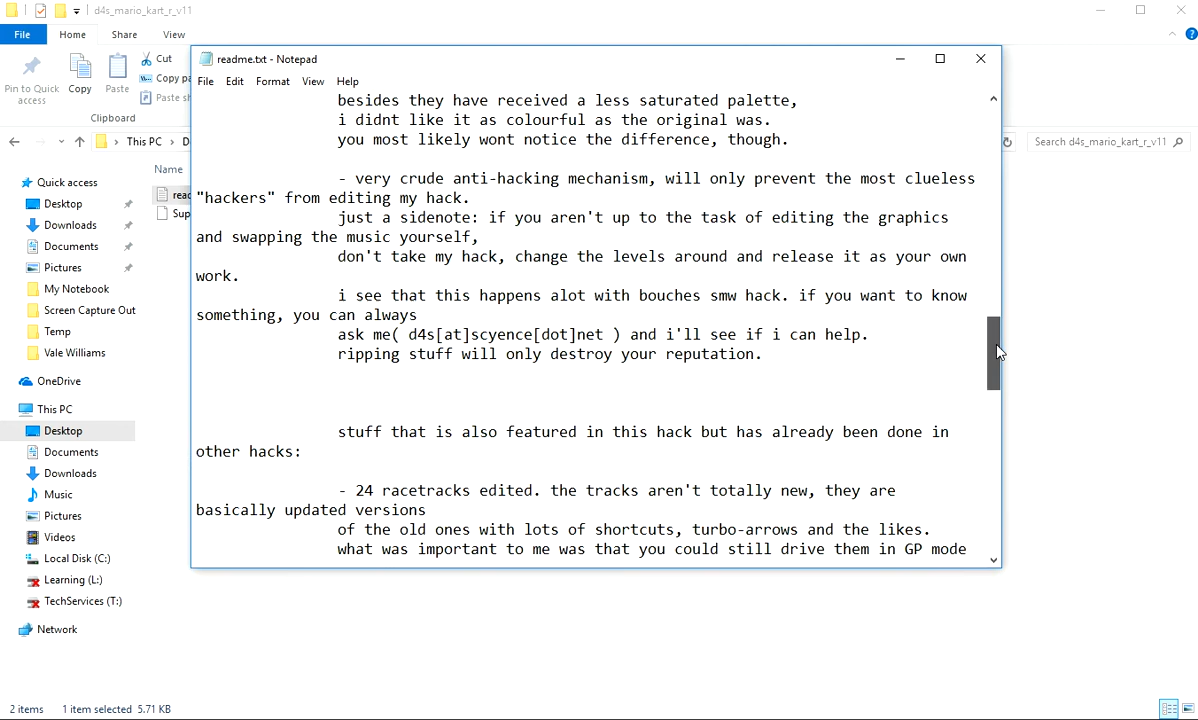 d4s_mario_kart_r_v11
File
Home
Share
View
Pin to Quick
access
Copy
Paste
Cut
Copy pa
Paste sh
Clipboard
This PC
D
Search d4s_mario_kart_r_v11
Quick access
Desktop
Downloads
Documents
Pictures
My Notebook
Screen Capture Out
Temp
Vale Williams
OneDrive
This PC
Desktop
Documents
Downloads
Music
Pictures
Videos
Local Disk (C:)
Learning (L:)
TechServices (T:)
Network
Name
read
Sup
2 items
1 item selected 5.71 KB
readme.txt - Notepad
File Edit Format View Help
besides they have received a less saturated palette,
i didnt like it as colourful as the original was.
you most likely wont notice the difference, though.
- very crude anti-hacking mechanism, will only prevent the most clueless
"hackers" from editing my hack.
just a sidenote: if you aren't up to the task of editing the graphics
and swapping the music yourself,
don't take my hack, change the levels around and release it as your own
work.
i see that this happens alot with bouches smw hack. if you want to know
something, you can always
ask me( d4s[at]scyence[dot]net ) and i'll see if i can help.
ripping stuff will only destroy your reputation.
stuff that is also featured in this hack but has already been done in
other hacks:
- 24 racetracks edited. the tracks aren't totally new, they are
basically updated versions
of the old ones with lots of shortcuts, turbo-arrows and the likes.
what was important to me was that you could still drive them in GP mode